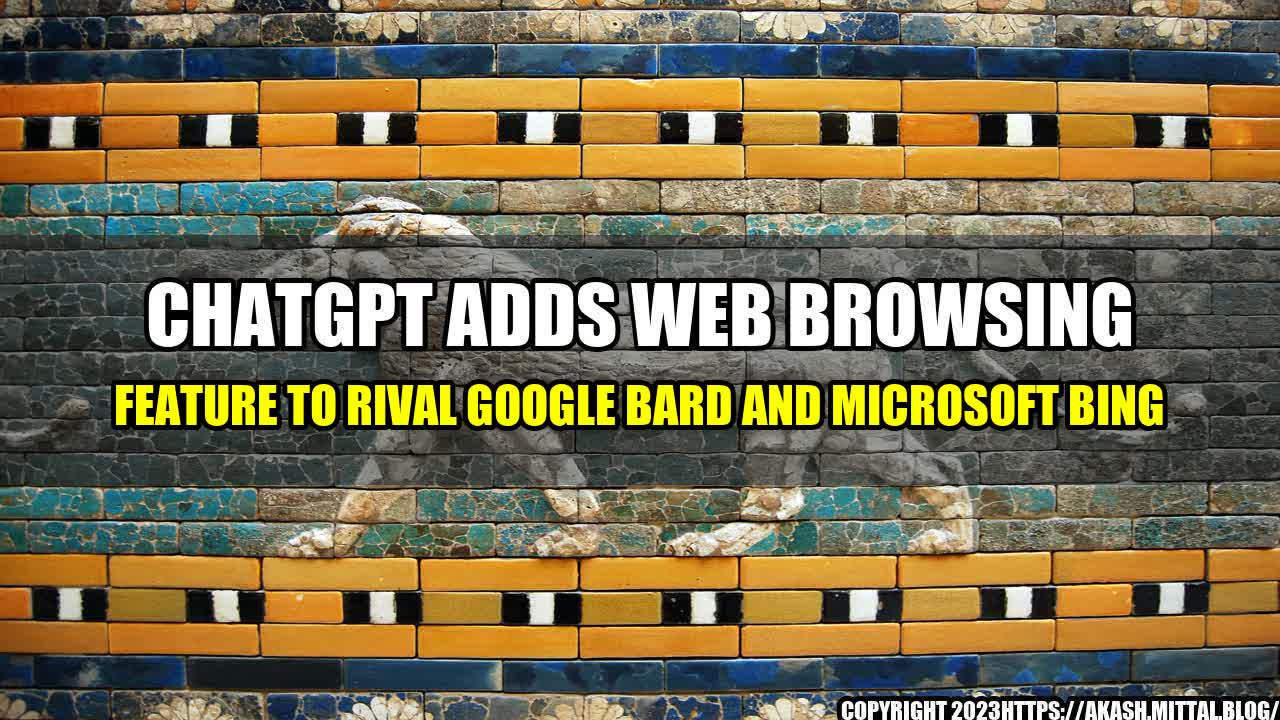 CHATGPT ADDS WEB BROWSING
FEATURE TO RIVAL GOOGLE BARD AND MICROSOFT BING
COPYRIGHT 2023HTTPS://AKASH.MITTAL.BLOG/